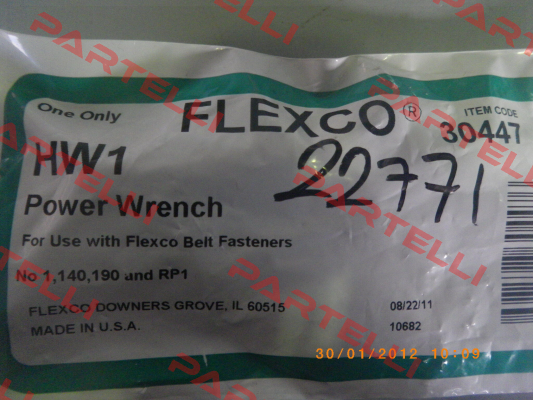 One Only
FLEXCO®
ITEM CODE
30447
HW1
22771
Power Wrench
For Use with Flexco Belt Fasteners
No 1,140,190 and RP1
FLEXCO DOWNERS GROVE, IL 60515
08/22/11
MADE IN U.S.A.
10682
30/01/2012 10:09
PARTELLI
PARTELLI
PARTELLI
PARTELLI
PARTELLI